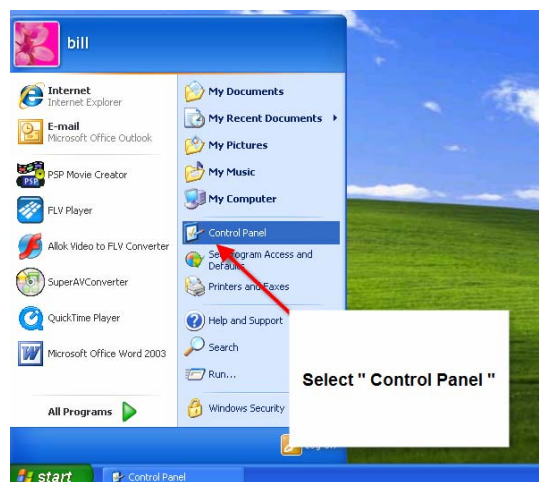 bill
Internet
Internet Explorer
E-mail
Microsoft Office Outlook
PSP Movie Creator
FLV Player
Allok Video to FLV Converter
SuperAVConverter
QuickTime Player
Microsoft Office Word 2003
All Programs
My Documents
My Recent Documents
My Pictures
My Music
My Computer
Control Panel
Set Program Access and
Defaults
Printers and Faxes
Help and Support
Search
Run...
Windows Security
Select " Control Panel "
start
Control Panel